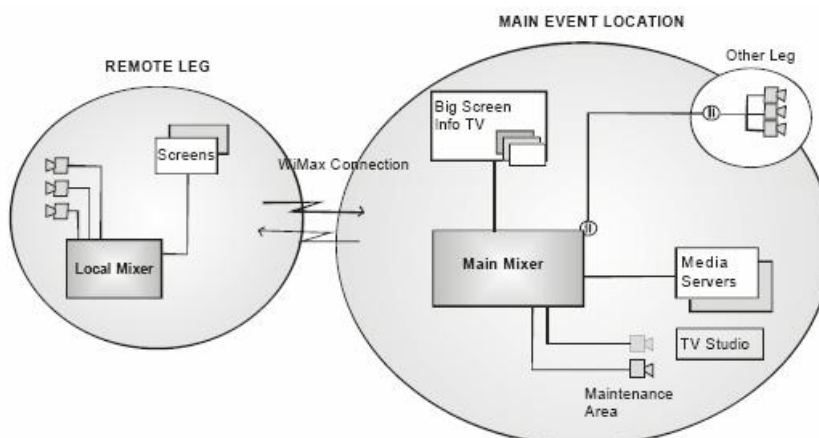 MAIN EVENT LOCATION
REMOTE LEG
Other Leg
Big Screen
Info TV
Screens
WiMax Connection
Local Mixer
Main Mixer
Media
Servers
TV Studio
Maintenance
Area